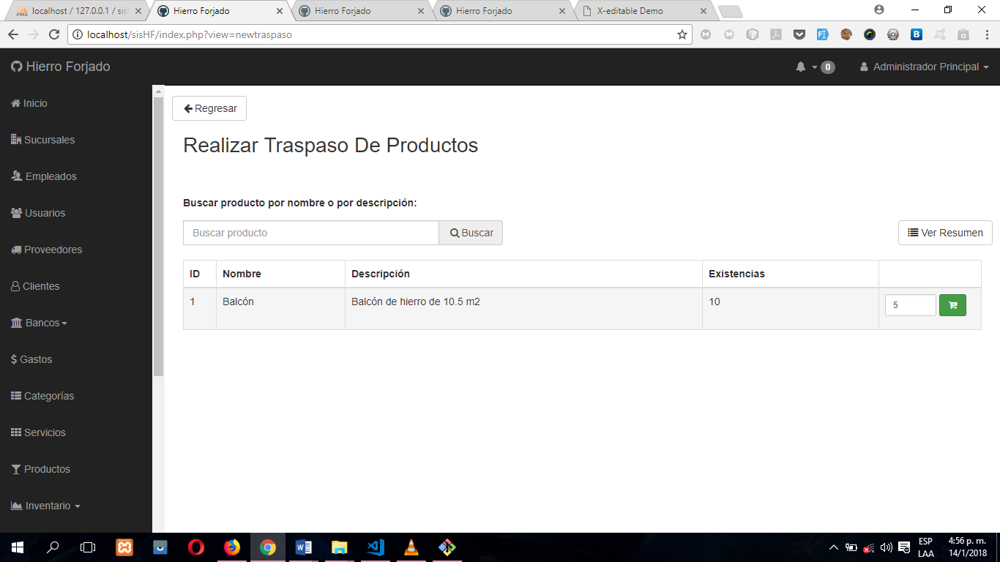 localhost / 127.0.0.1 / sis
Hierro Forjado
Hierro Forjado
Hierro Forjado
X-editable Demo
localhost/sisHF/index.php?view=newtraspaso
Hierro Forjado
0
Administrador Principal
Inicio
Sucursales
Empleados
Usuarios
Proveedores
Clientes
Bancos
$ Gastos
Categorías
Servicios
Productos
Inventario
Regresar
Realizar Traspaso De Productos
Buscar producto por nombre o por descripción:
Buscar producto
Buscar
Ver Resumen
ID Nombre Descripción Existencias
1 Balcón Balcón de hierro de 10.5 m2 10 5
ESP
LAA
4:56 p. m.
14/1/2018